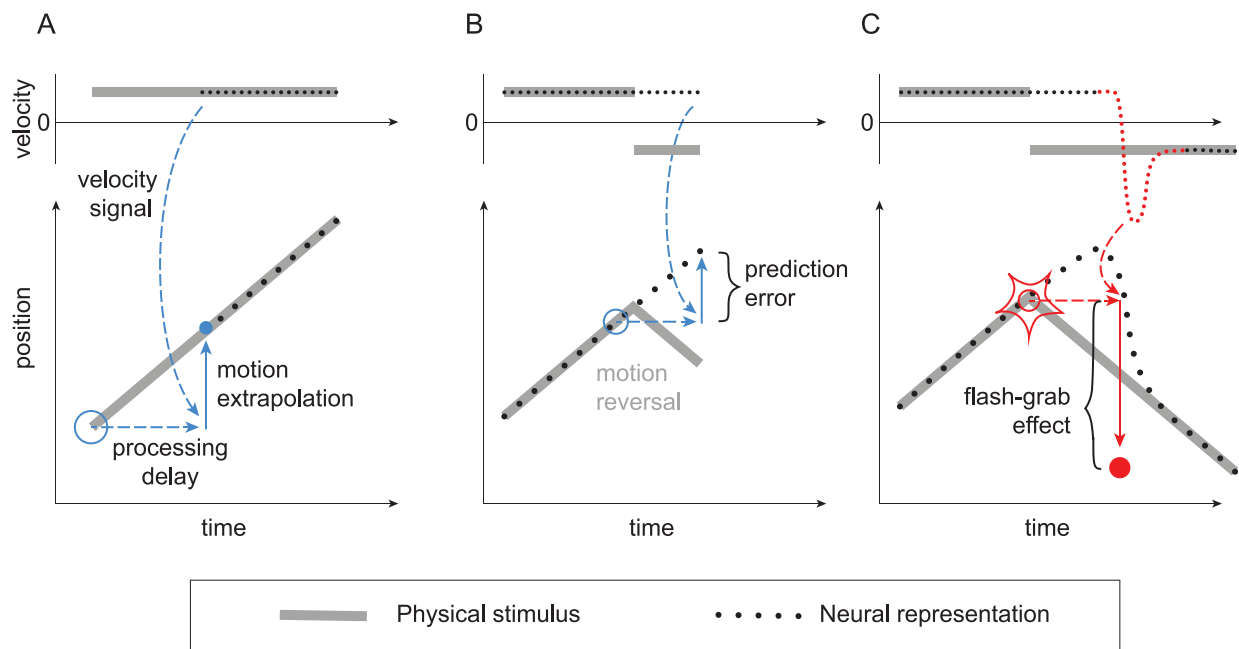 A
velocity
0
velocity
signal
position
motion
extrapolation
processing
delay
time
B
0
prediction
error
motion
reversal
time
C
0
flash-grab
effect
time
Physical stimulus
Neural representation